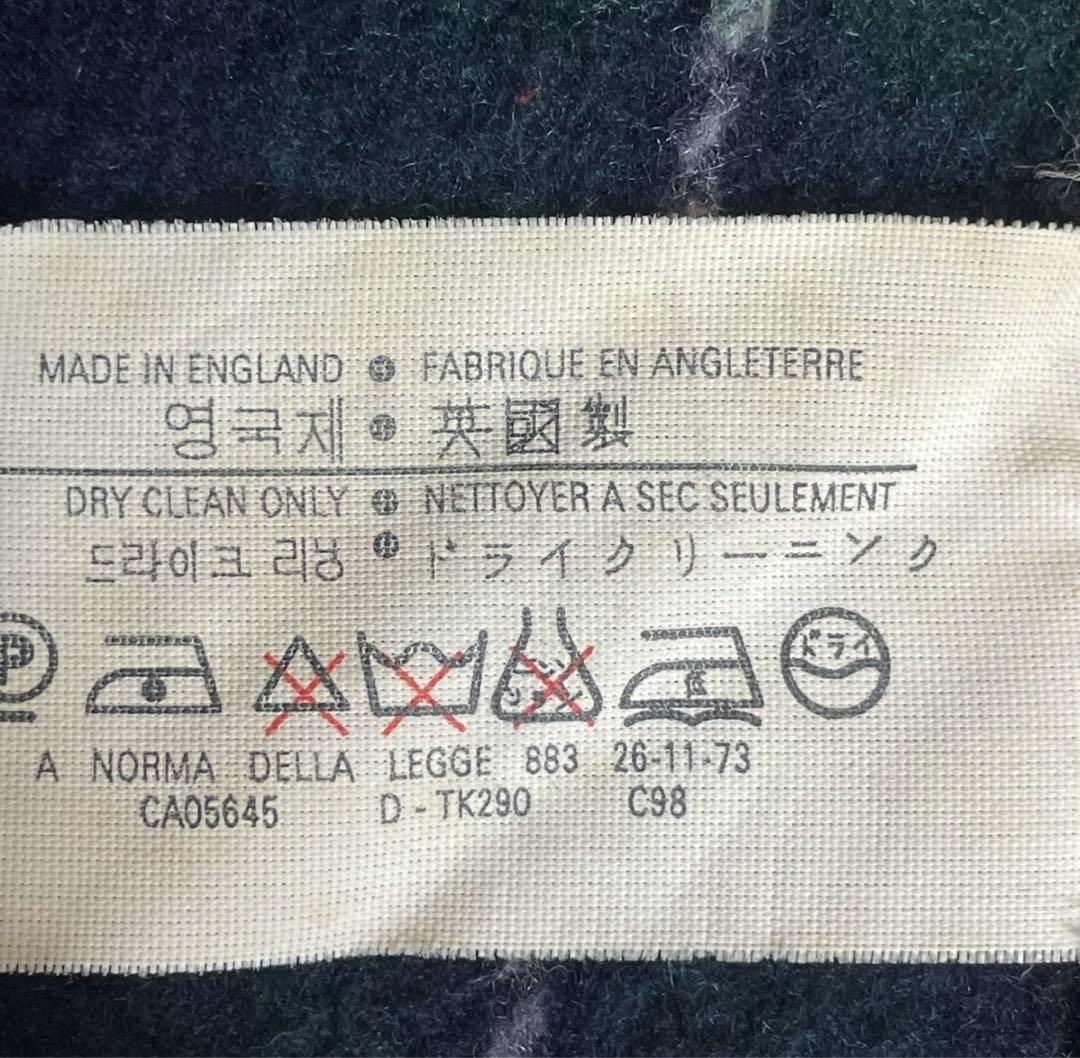 MADE IN ENGLAND FABRIQUE EN ANGLETERRE
영국제 英國製
DRY CLEAN ONLY NETTOYER A SEC SEULEMENT
드라이크 리닝 ドライクリーニンク
P 低 ドライ
A NORMA DELLA LEGGE 883 26-11-73
CA05645 D-TK290 C98